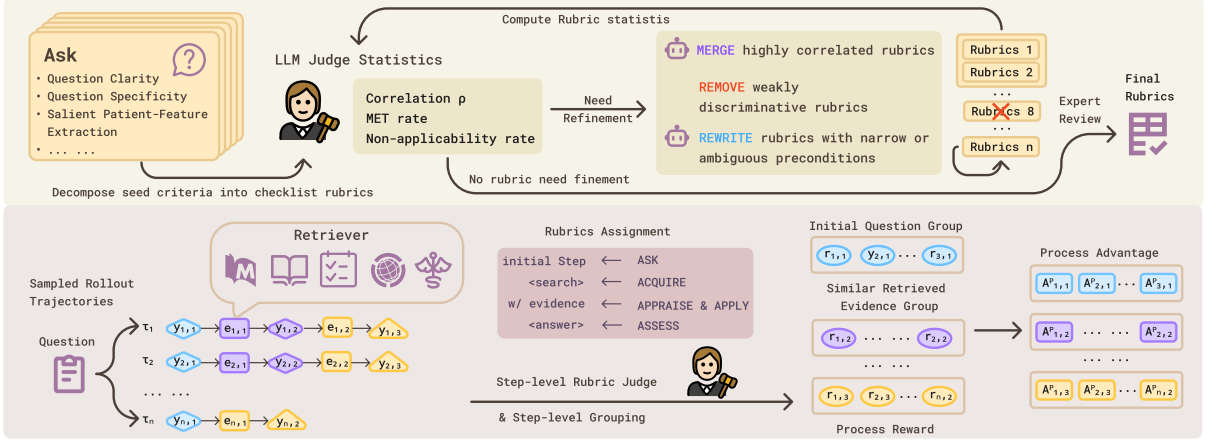 Compute Rubric statistis
Ask
• Question Clarity
• Question Specificity
• Salient Patient-Feature
Extraction
• ... ...
Decompose seed criteria into checklist rubrics
LLM Judge Statistics
Correlation ρ
MET rate
Non-applicability rate
Need
Refinement
No rubric need finement
MERGE highly correlated rubrics
REMOVE weakly
discriminative rubrics
REWRITE rubrics with narrow or
ambiguous preconditions
Rubrics 1
Rubrics 2
...
Rubrics 8
...
Rubrics n
Expert
Review
Final
Rubrics
Retriever
M
Sampled Rollout
Trajectories
Question
τ₁ y₁,₁ e₁,₁ y₁,₂ e₁,₂ y₁,₃
τ₂ y₂,₁ e₂,₁ y₂,₂ e₂,₂ y₂,₃
... ...
τₙ yₙ,₁ eₙ,₁ yₙ,₂
Rubrics Assignment
initial Step ← ASK
<search> ← ACQUIRE
w/ evidence ← APPRAISE & APPLY
<answer> ← ASSESS
Step-level Rubric Judge
& Step-level Grouping
Initial Question Group
r₁,₁ y₂,₁ ... r₃,₁
Similar Retrieved
Evidence Group
r₁,₂ ... ... r₂,₂
... ...
r₁,₃ r₂,₃ ... rₙ,₂
Process Reward
Process Advantage
Aᴾ₁,₁ Aᴾ₂,₁ ... Aᴾ₃,₁
Aᴾ₁,₂ ... ... Aᴾ₂,₂
... ...
Aᴾ₁,₃ Aᴾ₂,₃ ... Aᴾₙ,₂